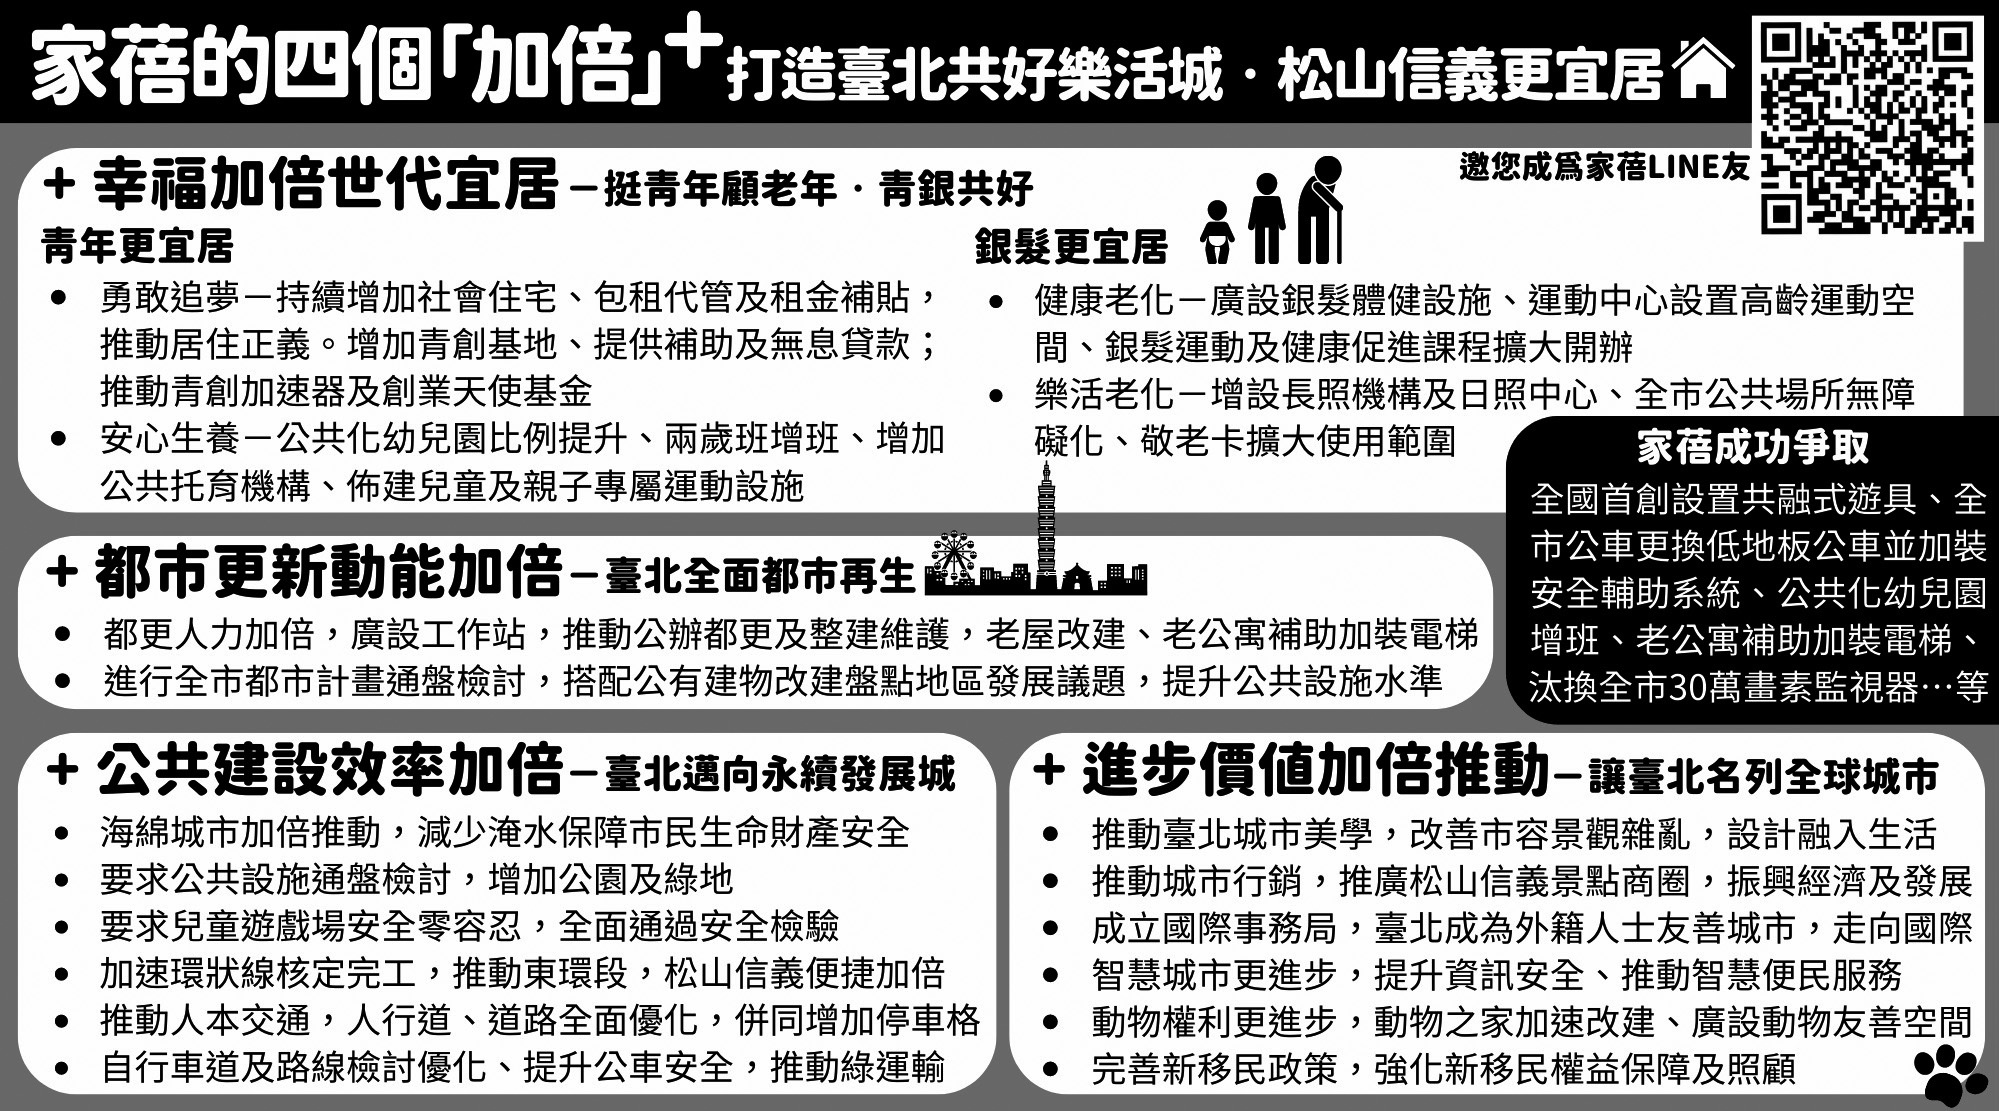 家蓓的四個「加倍」+打造臺北共好樂活城・松山信義更宜居
邀您成為家蓓LINE友
+ 幸福加倍世代宜居－挺青年顧老年・青銀共好
青年更宜居
• 勇敢追夢－持續增加社會住宅、包租代管及租金補貼，
推動居住正義。增加青創基地、提供補助及無息貸款；
推動青創加速器及創業天使基金
• 安心生養－公共化幼兒園比例提升、兩歲班增班、增加
公共托育機構、佈建兒童及親子專屬運動設施
銀髮更宜居
• 健康老化－廣設銀髮體健設施、運動中心設置高齡運動空
間、銀髮運動及健康促進課程擴大開辦
• 樂活老化－增設長照機構及日照中心、全市公共場所無障
礙化、敬老卡擴大使用範圍
家蓓成功爭取
全國首創設置共融式遊具、全
市公車更換低地板公車並加裝
安全輔助系統、公共化幼兒園
增班、老公寓補助加裝電梯、
汰換全市30萬畫素監視器…等
+ 都市更新動能加倍－臺北全面都市再生
• 都更人力加倍，廣設工作站，推動公辦都更及整建維護，老屋改建、老公寓補助加裝電梯
• 進行全市都市計畫通盤檢討，搭配公有建物改建盤點地區發展議題，提升公共設施水準
+ 公共建設效率加倍－臺北邁向永續發展城
• 海綿城市加倍推動，減少淹水保障市民生命財產安全
• 要求公共設施通盤檢討，增加公園及綠地
• 要求兒童遊戲場安全零容忍，全面通過安全檢驗
• 加速環狀線核定完工，推動東環段，松山信義便捷加倍
• 推動人本交通，人行道、道路全面優化，併同增加停車格
• 自行車道及路線檢討優化、提升公車安全，推動綠運輸
+ 進步價值加倍推動－讓臺北名列全球城市
• 推動臺北城市美學，改善市容景觀雜亂，設計融入生活
• 推動城市行銷，推廣松山信義景點商圈，振興經濟及發展
• 成立國際事務局，臺北成為外籍人士友善城市，走向國際
• 智慧城市更進步，提升資訊安全、推動智慧便民服務
• 動物權利更進步，動物之家加速改建、廣設動物友善空間
• 完善新移民政策，強化新移民權益保障及照顧